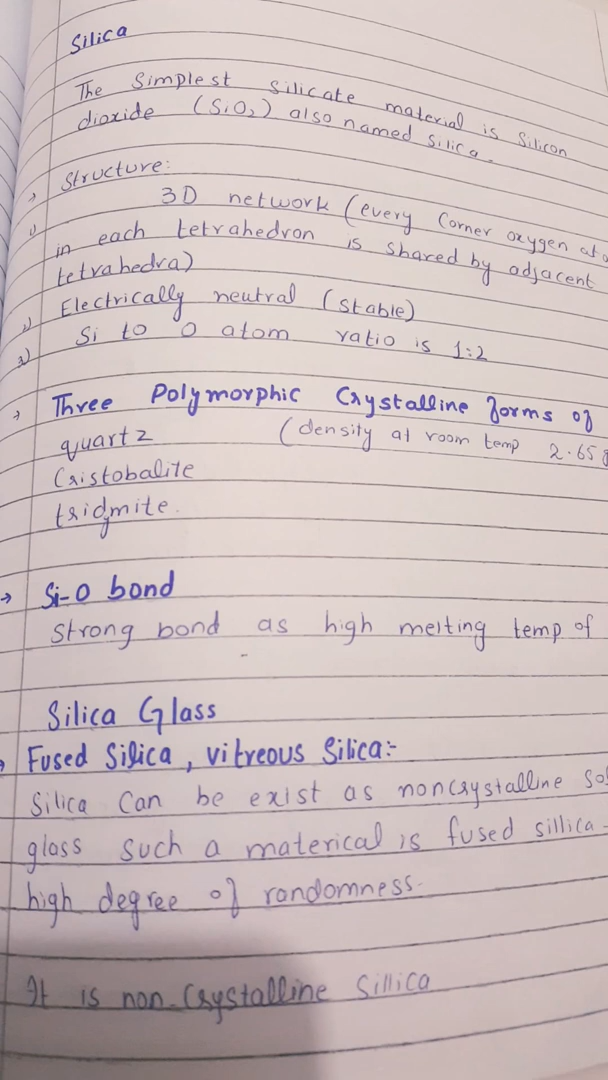 Silica
The Simplest silicate material is Silicon
dioxide (SiO₂) also named silica.
→ Structure:
1) 3D network (every Corner oxygen
in each tetrahedron is shared by adjacent
tetrahedra)
2) Electrically neutral (stable)
3) Si to O atom ratio is 1:2
→ Three Polymorphic Crystalline forms of
quartz (density at room temp 2.65
Cristobalite
tridmite.
→ Si-O bond
strong bond as high melting temp of
Silica Glass
→ Fused Silica, vitreous Silica:-
Silica Can be exist as noncrystalline
glass such a materical is fused sillica-
high degree of randomness.
It is non-Crystalline Sillica